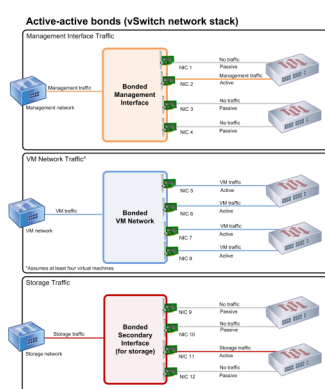 Active-active bonds (vSwitch network stack)
Management Interface Traffic
Management traffic
Management network
Bonded
Management
Interface
NIC 1
No traffic
Passive
NIC 2
Management traffic
Active
NIC 3
No traffic
Passive
NIC 4
No traffic
Passive
VM Network Traffic*
VM traffic
VM network
Bonded
VM Network
NIC 5
VM traffic
Active
NIC 6
VM traffic
Active
NIC 7
VM traffic
Active
NIC 8
VM traffic
Active
*Assumes at least four virtual machines
Storage Traffic
Storage traffic
Storage network
Bonded
Secondary
Interface
(for storage)
NIC 9
No traffic
Passive
NIC 10
No traffic
Passive
NIC 11
Storage traffic
Active
NIC 12
No traffic
Passive